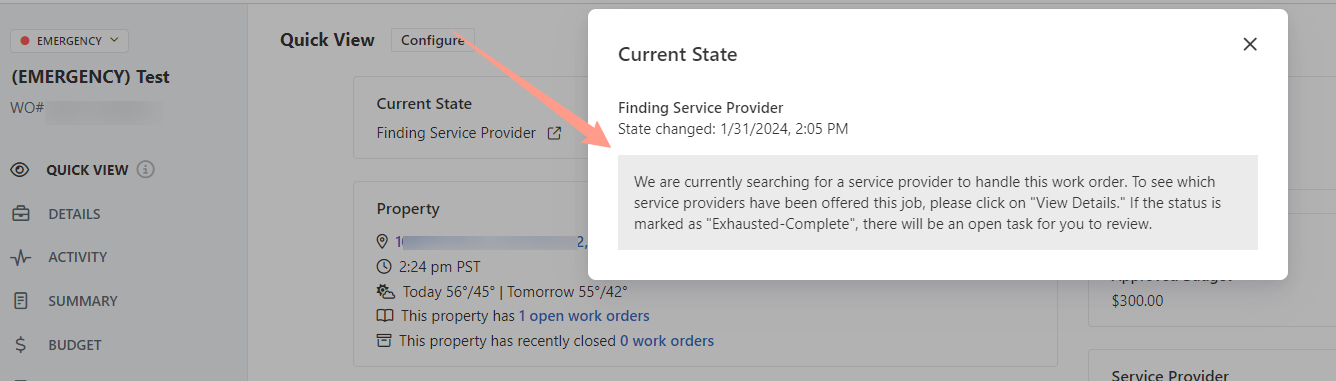 EMERGENCY
(EMERGENCY) Test
WO#
QUICK VIEW
DETAILS
ACTIVITY
SUMMARY
$ BUDGET
Quick View
Configure
Current State
Finding Service Provider
Property
2:24 pm PST
Today 56°/45° | Tomorrow 55°/42°
This property has 1 open work orders
This property has recently closed 0 work orders
Current State
Finding Service Provider
State changed: 1/31/2024, 2:05 PM
We are currently searching for a service provider to handle this work order. To see which
service providers have been offered this job, please click on "View Details." If the status is
marked as "Exhausted-Complete", there will be an open task for you to review.
Approved Budget
$300.00
Service Provider